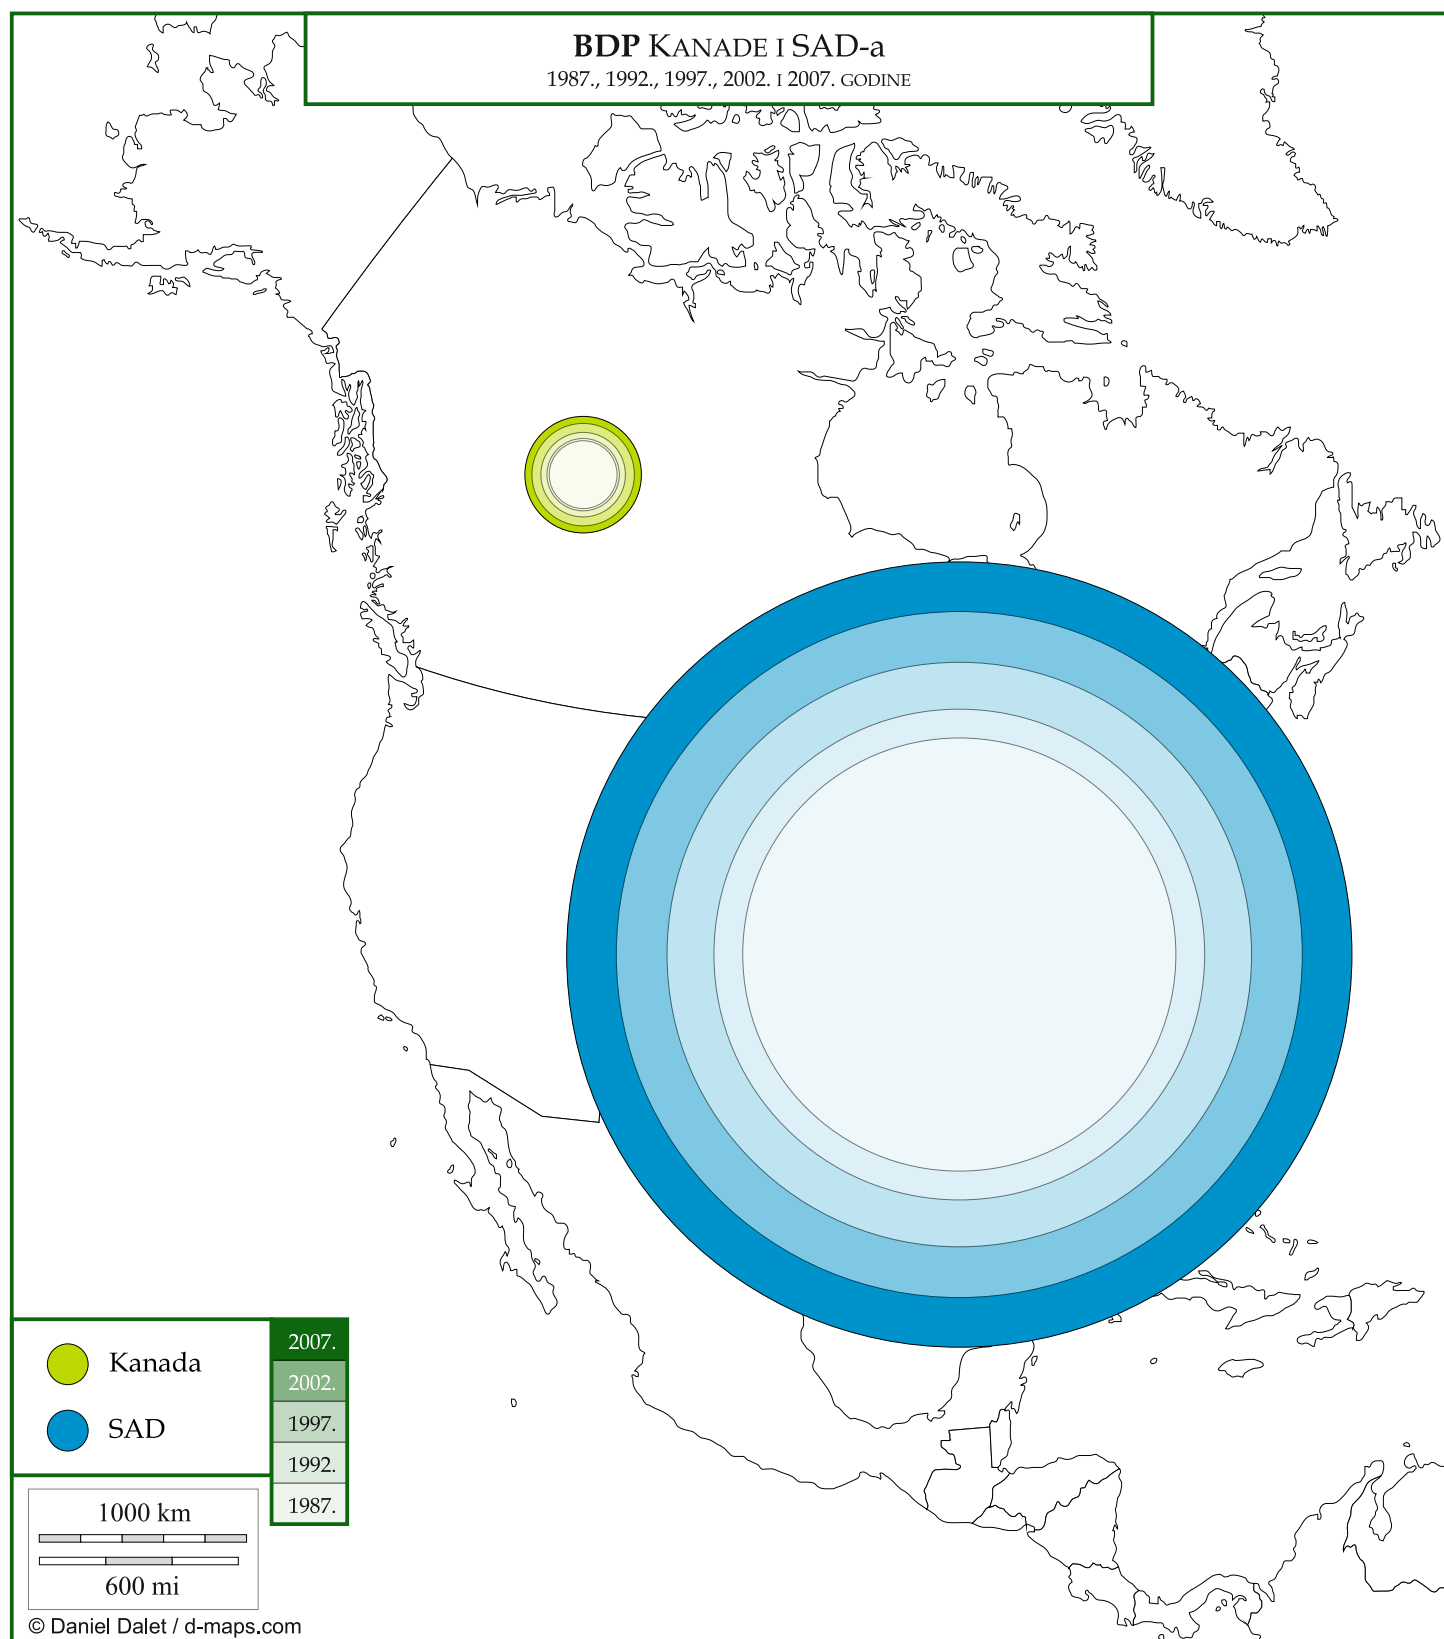 BDP KANADE I SAD-a
1987., 1992., 1997., 2002. I 2007. GODINE
Kanada
SAD
2007.
2002.
1997.
1992.
1987.
1000 km
600 mi
© Daniel Dalet / d-maps.com